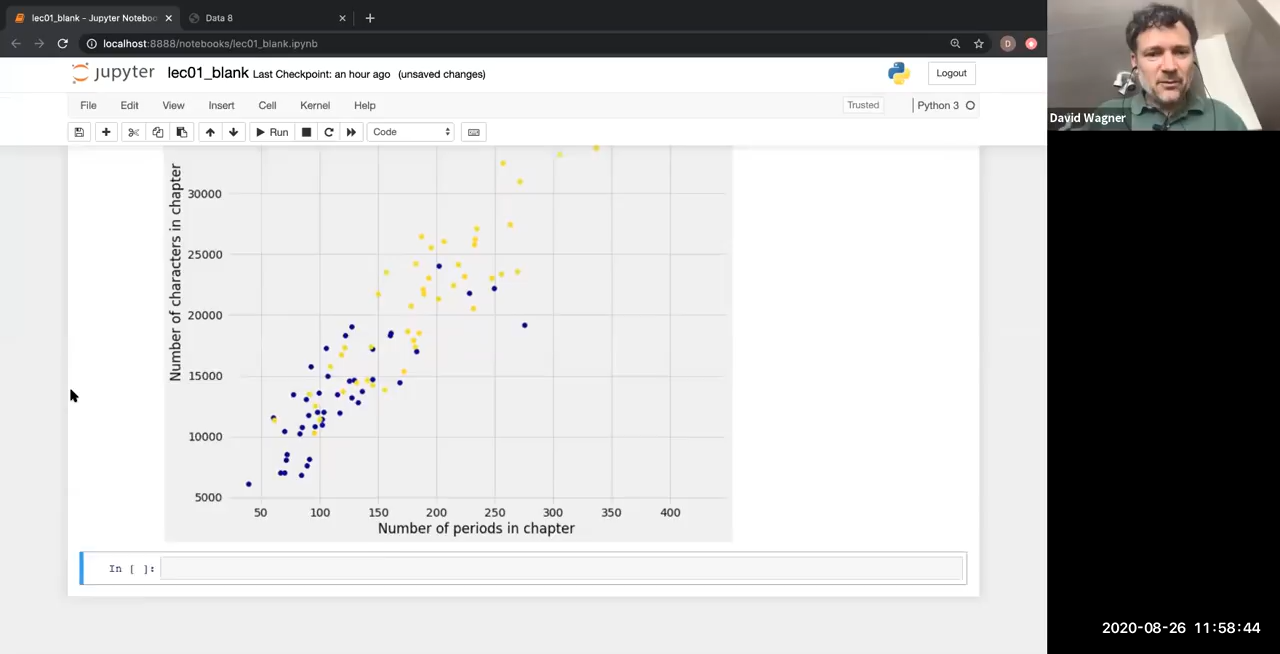 lec01_blank - Jupyter Noteboo
Data 8
localhost:8888/notebooks/lec01_blank.ipynb
D
jupyter lec01_blank Last Checkpoint: an hour ago (unsaved changes)
Logout
File Edit View Insert Cell Kernel Help
Trusted
Python 3
Run
Code
David Wagner
Number of characters in chapter
30000
25000
20000
15000
10000
5000
50 100 150 200 250 300 350 400
Number of periods in chapter
In [ ]:
2020-08-26 11:58:44